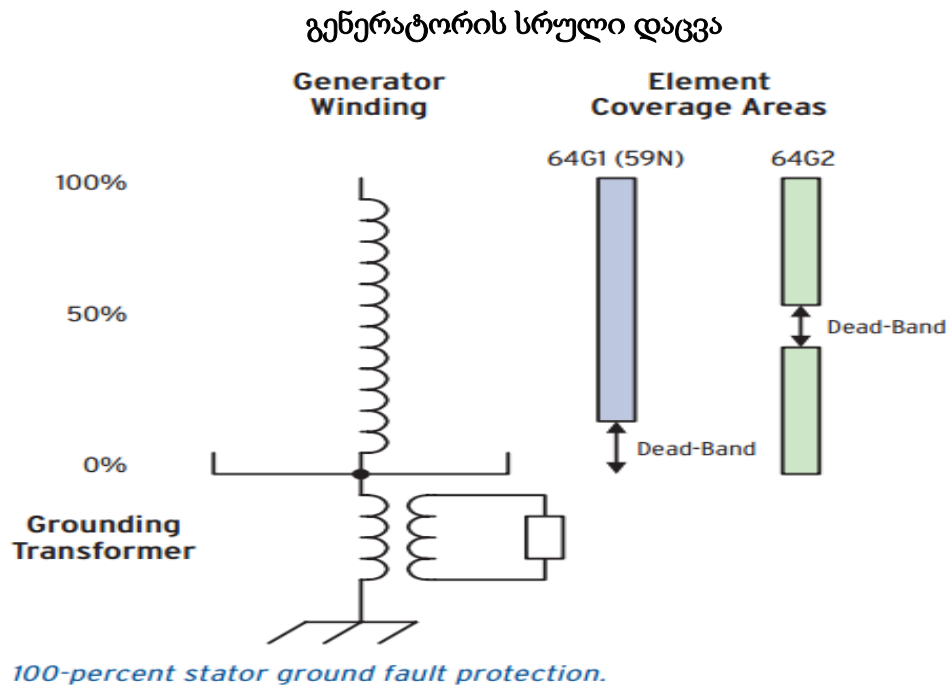 გენერატორის სრული დაცვა
Generator
Winding
Element
Coverage Areas
64G1 (59N)
64G2
100%
50%
Dead-Band
Dead-Band
0%
Grounding
Transformer
100-percent stator ground fault protection.